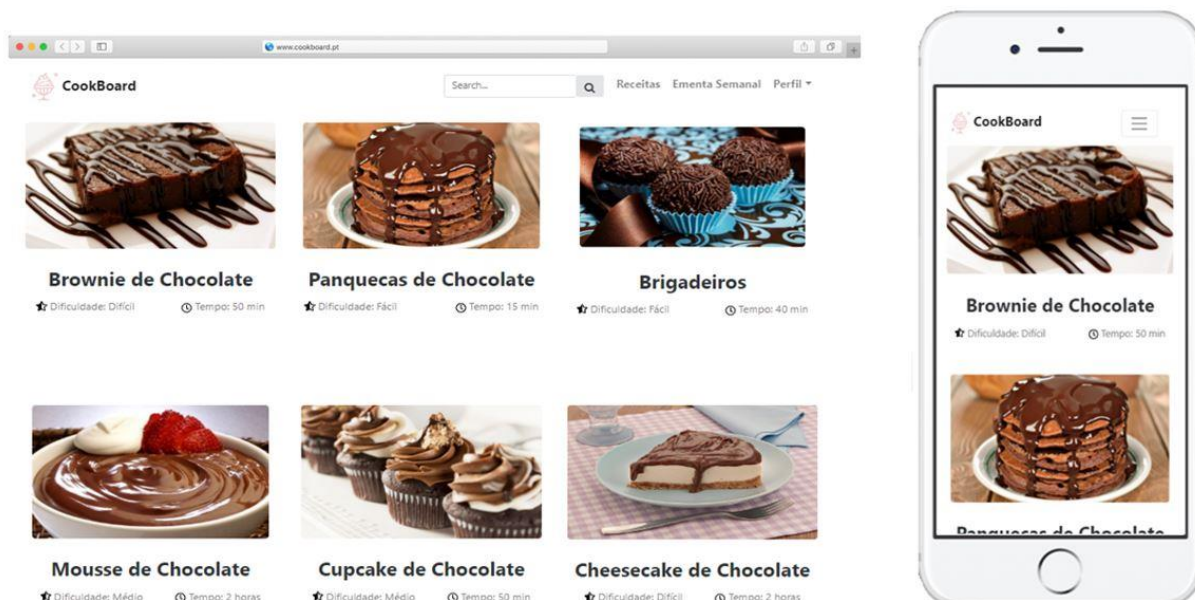 www.cookboard.pt
CookBoard
Search...
Receitas Ementa Semanal Perfil
Brownie de Chocolate
Dificuldade: Difícil Tempo: 50 min
Panquecas de Chocolate
Dificuldade: Fácil Tempo: 15 min
Brigadeiros
Dificuldade: Fácil Tempo: 40 min
Mousse de Chocolate
Dificuldade: Médio Tempo: 2 horas
Cupcake de Chocolate
Dificuldade: Médio Tempo: 50 min
Cheesecake de Chocolate
Dificuldade: Difícil Tempo: 2 horas
CookBoard
Brownie de Chocolate
Dificuldade: Difícil Tempo: 50 min
Panquecas de Chocolate